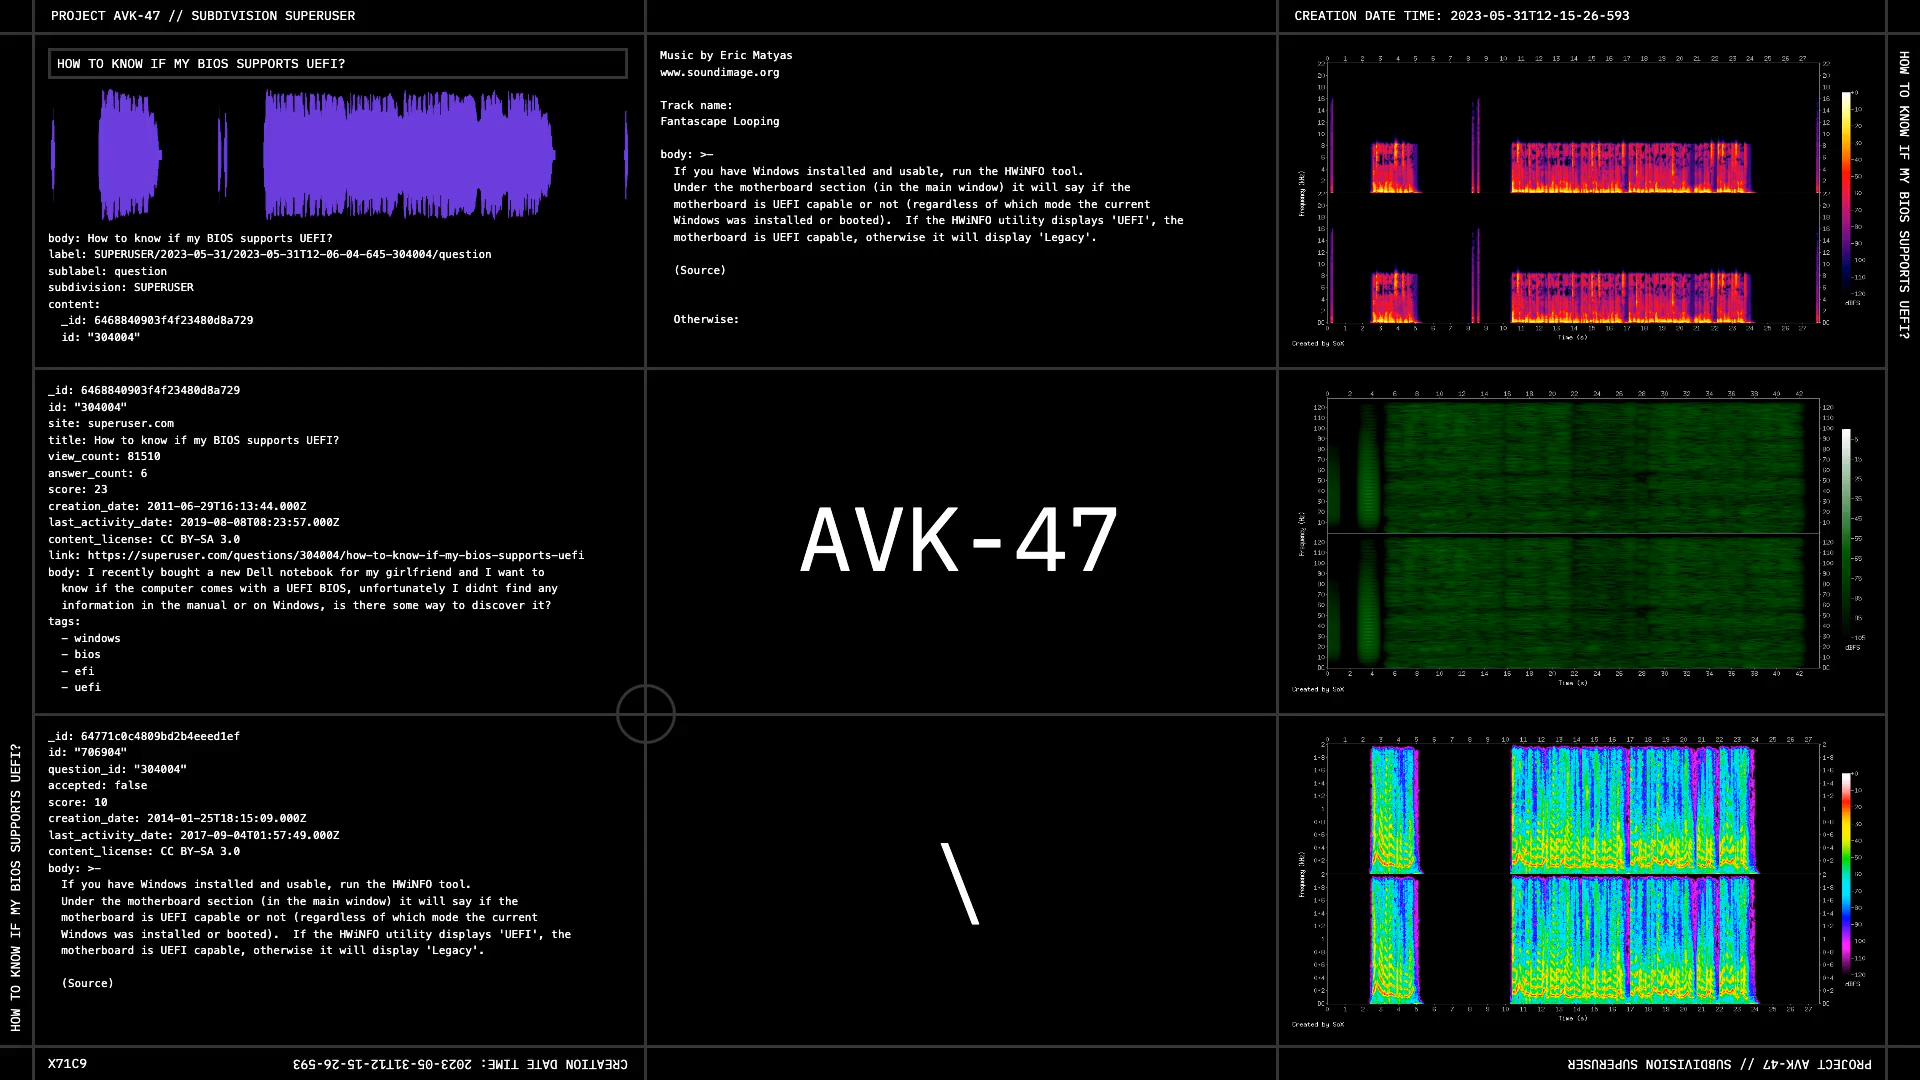 PROJECT AVK-47 // SUBDIVISION SUPERUSER
CREATION DATE TIME: 2023-05-31T12-15-26-593
HOW TO KNOW IF MY BIOS SUPPORTS UEFI?
body: How to know if my BIOS supports UEFI?
label: SUPERUSER/2023-05-31/2023-05-31T12-06-04-645-304004/question
sublabel: question
subdivision: SUPERUSER
content:
_id: 6468840903f4f23480d8a729
id: "304004"
Music by Eric Matyas
www.soundimage.org
Track name:
Fantascape Looping
body: >–
If you have Windows installed and usable, run the HWiNFO tool.
Under the motherboard section (in the main window) it will say if the
motherboard is UEFI capable or not (regardless of which mode the current
Windows was installed or booted).  If the HWiNFO utility displays 'UEFI', the
motherboard is UEFI capable, otherwise it will display 'Legacy'.
(Source)
Otherwise:
Frequency (kHz)
Time (s)
dBFS
Created by SoX
HOW TO KNOW IF MY BIOS SUPPORTS UEFI?
_id: 6468840903f4f23480d8a729
id: "304004"
site: superuser.com
title: How to know if my BIOS supports UEFI?
view_count: 81510
answer_count: 6
score: 23
creation_date: 2011-06-29T16:13:44.000Z
last_activity_date: 2019-08-08T08:23:57.000Z
content_license: CC BY-SA 3.0
link: https://superuser.com/questions/304004/how-to-know-if-my-bios-supports-uefi
body: I recently bought a new Dell notebook for my girlfriend and I want to
know if the computer comes with a UEFI BIOS, unfortunately I didnt find any
information in the manual or on Windows, is there some way to discover it?
tags:
– windows
– bios
– efi
– uefi
AVK-47
Frequency (Hz)
Time (s)
dBFS
Created by SoX
_id: 64771c0c4809bd2b4eeed1ef
id: "706904"
question_id: "304004"
accepted: false
score: 10
creation_date: 2014-01-25T18:15:09.000Z
last_activity_date: 2017-09-04T01:57:49.000Z
content_license: CC BY-SA 3.0
body: >–
If you have Windows installed and usable, run the HWiNFO tool.
Under the motherboard section (in the main window) it will say if the
motherboard is UEFI capable or not (regardless of which mode the current
Windows was installed or booted).  If the HWiNFO utility displays 'UEFI', the
motherboard is UEFI capable, otherwise it will display 'Legacy'.
(Source)
\
Frequency (kHz)
Time (s)
dBFS
Created by SoX
HOW TO KNOW IF MY BIOS SUPPORTS UEFI?
X71C9
CREATION DATE TIME: 2023-05-31T12-15-26-593
PROJECT AVK-47 // SUBDIVISION SUPERUSER